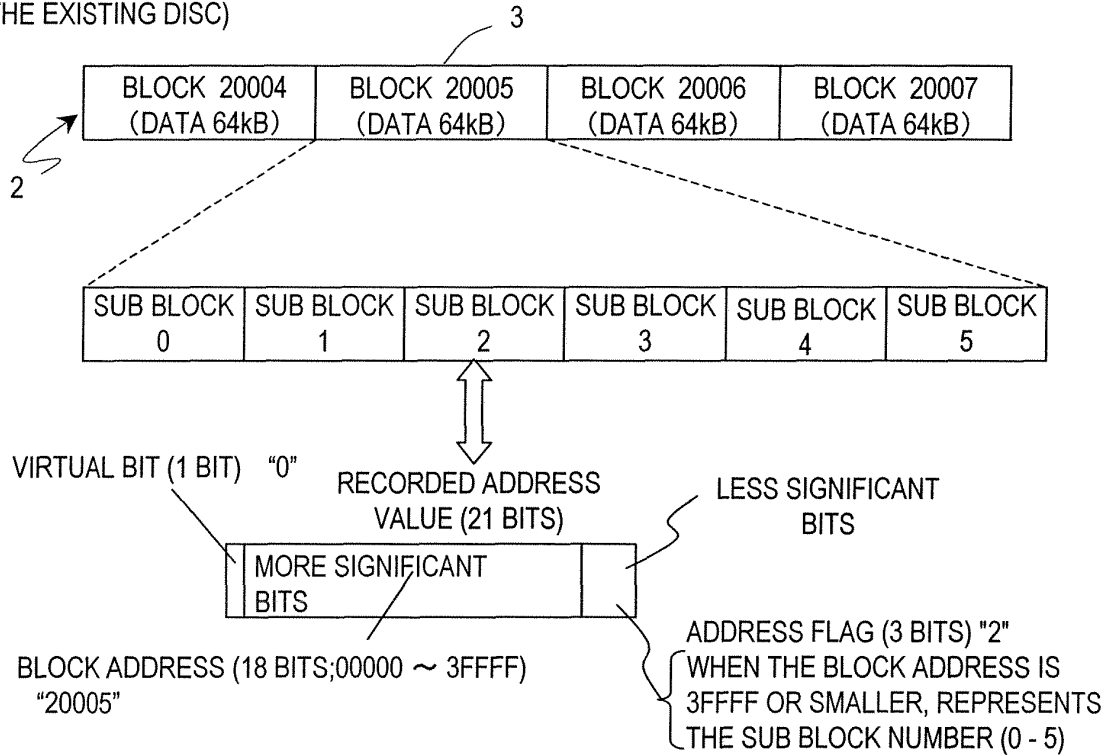 THE EXISTING DISC)
3
BLOCK 20004
(DATA 64kB)
BLOCK 20005
(DATA 64kB)
BLOCK 20006
(DATA 64kB)
BLOCK 20007
(DATA 64kB)
2
SUB BLOCK
0
SUB BLOCK
1
SUB BLOCK
2
SUB BLOCK
3
SUB BLOCK
4
SUB BLOCK
5
VIRTUAL BIT (1 BIT) “0”
RECORDED ADDRESS
VALUE (21 BITS)
LESS SIGNIFICANT
BITS
MORE SIGNIFICANT
BITS
BLOCK ADDRESS (18 BITS;00000 ～ 3FFFF)
“20005”
ADDRESS FLAG (3 BITS) "2"
WHEN THE BLOCK ADDRESS IS
3FFFF OR SMALLER, REPRESENTS
THE SUB BLOCK NUMBER (0 - 5)